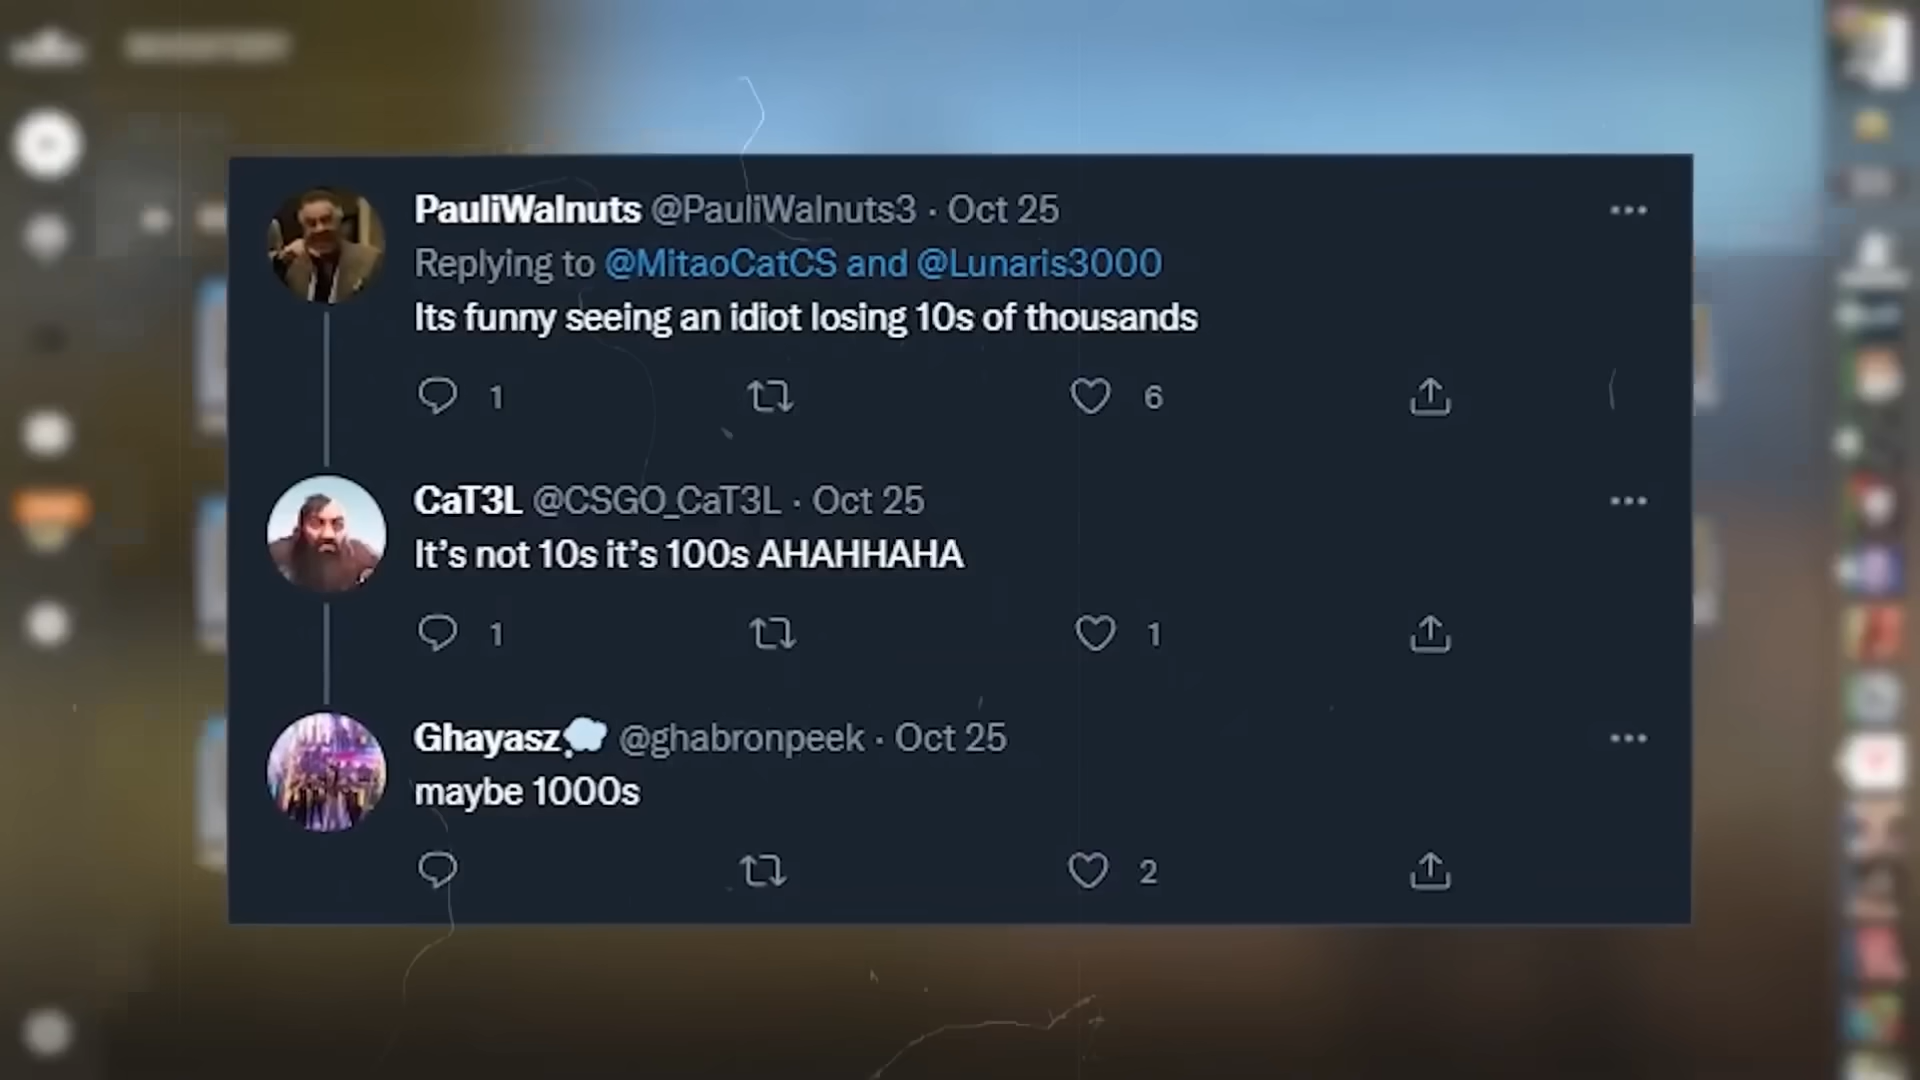 PauliWalnuts @PauliWalnuts3 · Oct 25
Replying to @MitaoCatCS and @Lunaris3000
Its funny seeing an idiot losing 10s of thousands
1 6
CaT3L @CSGO_CaT3L · Oct 25
It's not 10s it's 100s AHAHHAHA
1 1
Ghayasz @ghabronpeek · Oct 25
maybe 1000s
2